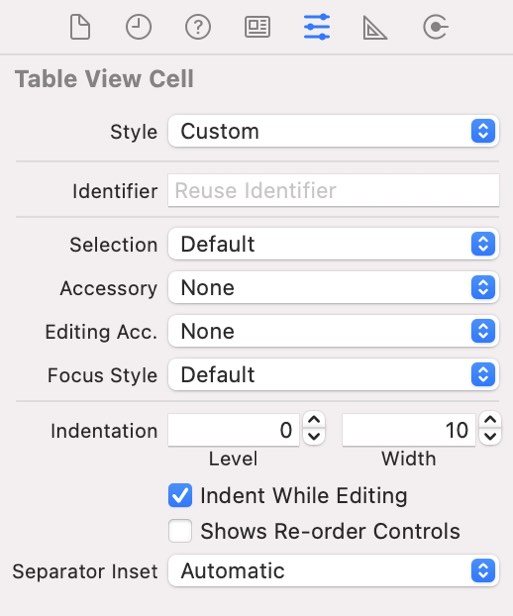 Table View Cell
Style Custom
Identifier Reuse Identifier
Selection Default
Accessory None
Editing Acc. None
Focus Style Default
Indentation 0 10
Level Width
Indent While Editing
Shows Re-order Controls
Separator Inset Automatic